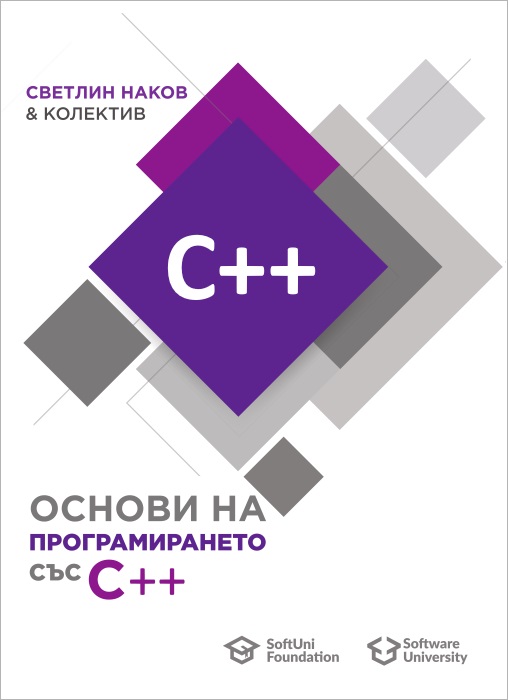 СВЕТЛИН НАКОВ
& КОЛЕКТИВ
C++
ОСНОВИ НА
ПРОГРАМИРАНЕТО
СЪС C++
SoftUni
Foundation
Software
University